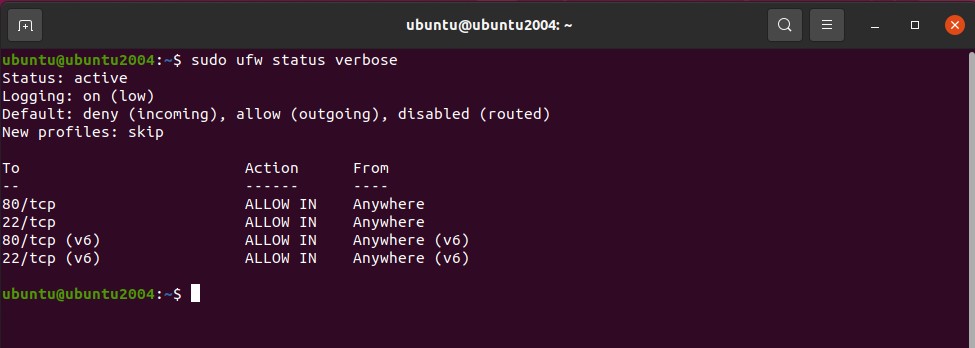 ubuntu@ubuntu2004: ~
ubuntu@ubuntu2004:~$ sudo ufw status verbose
Status: active
Logging: on (low)
Default: deny (incoming), allow (outgoing), disabled (routed)
New profiles: skip
To                         Action      From
--                         ------      ----
80/tcp                     ALLOW IN    Anywhere
22/tcp                     ALLOW IN    Anywhere
80/tcp (v6)                ALLOW IN    Anywhere (v6)
22/tcp (v6)                ALLOW IN    Anywhere (v6)
ubuntu@ubuntu2004:~$